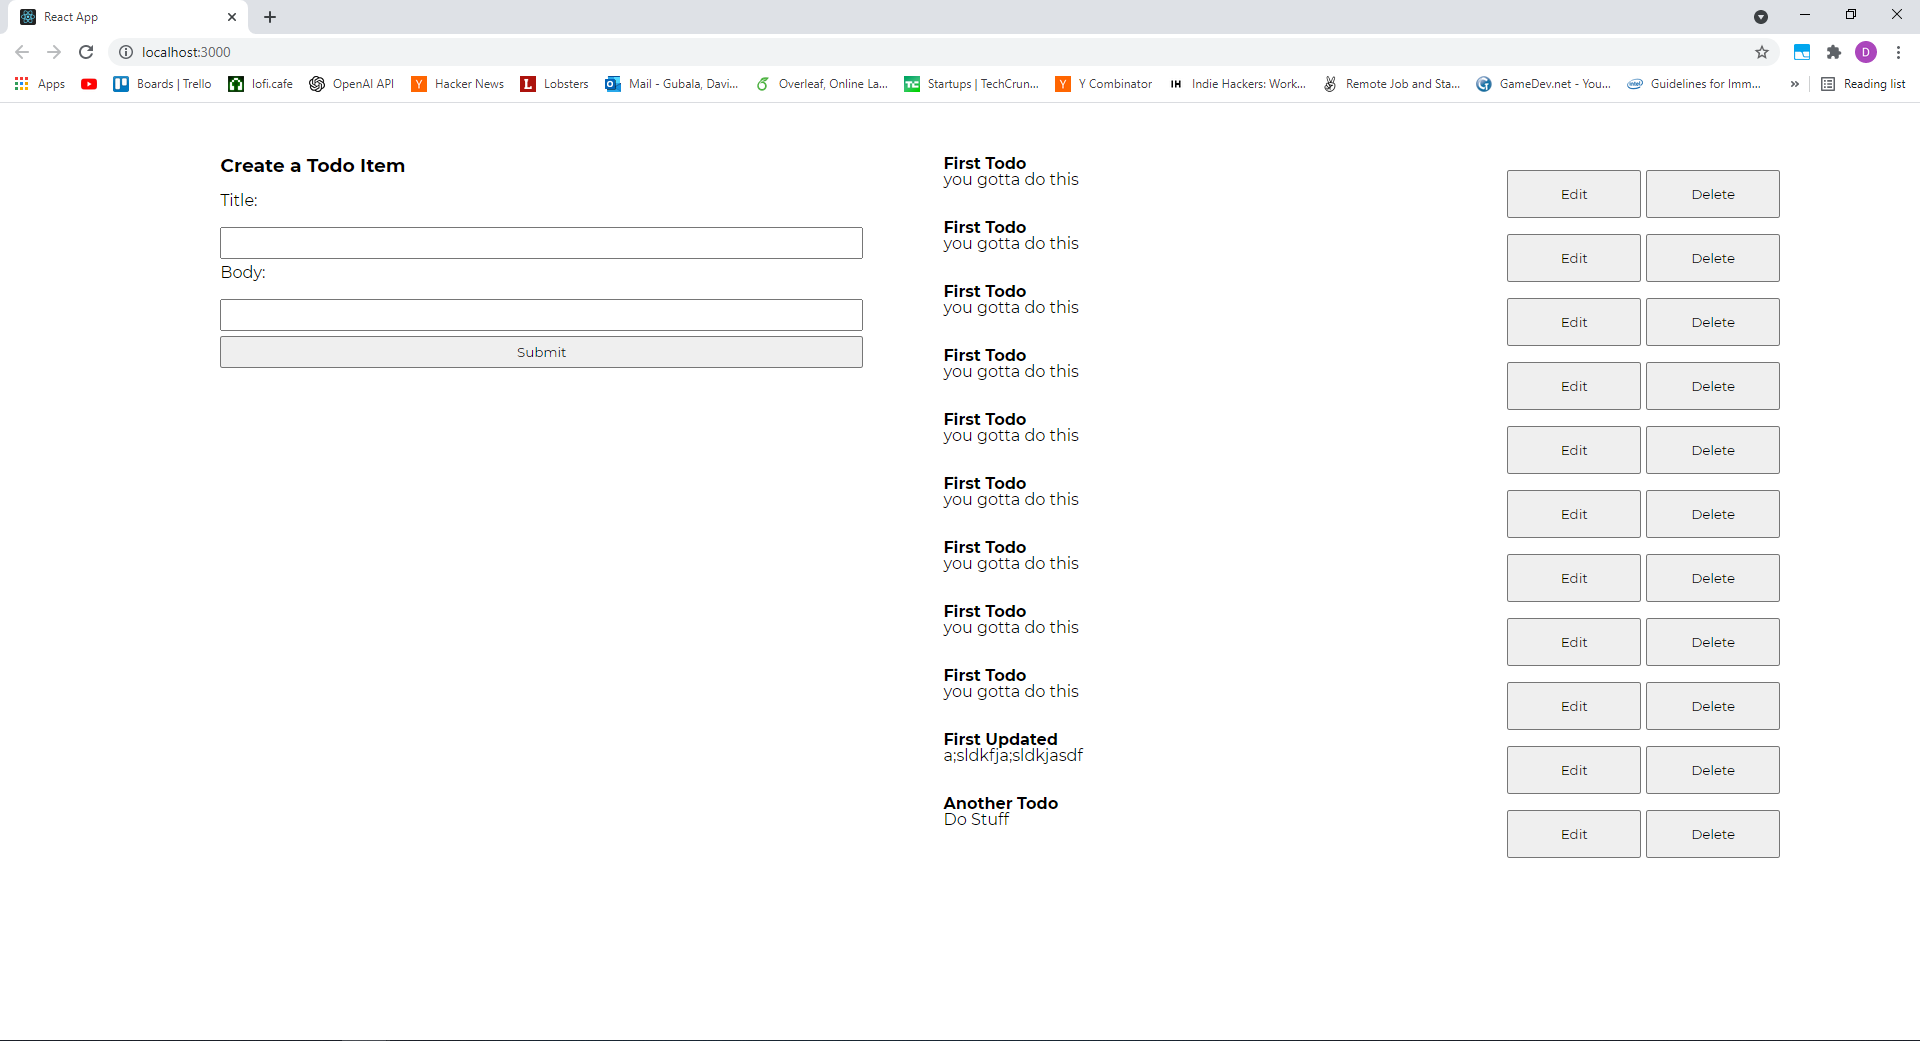 React App
localhost:3000
Apps
Boards | Trello
lofi.cafe
OpenAI API
Y
Hacker News
L
Lobsters
Mail - Gubala, Davi...
Overleaf, Online La...
TC
Startups | TechCrun...
Y
Y Combinator
IH
Indie Hackers: Work...
Remote Job and Sta...
GameDev.net - You...
intel
Guidelines for Imm...
»
Reading list
D
Create a Todo Item
Title:
Body:
Submit
First Todo
you gotta do this
Edit
Delete
First Todo
you gotta do this
Edit
Delete
First Todo
you gotta do this
Edit
Delete
First Todo
you gotta do this
Edit
Delete
First Todo
you gotta do this
Edit
Delete
First Todo
you gotta do this
Edit
Delete
First Todo
you gotta do this
Edit
Delete
First Todo
you gotta do this
Edit
Delete
First Todo
you gotta do this
Edit
Delete
First Updated
a;sldkfja;sldkjasdf
Edit
Delete
Another Todo
Do Stuff
Edit
Delete